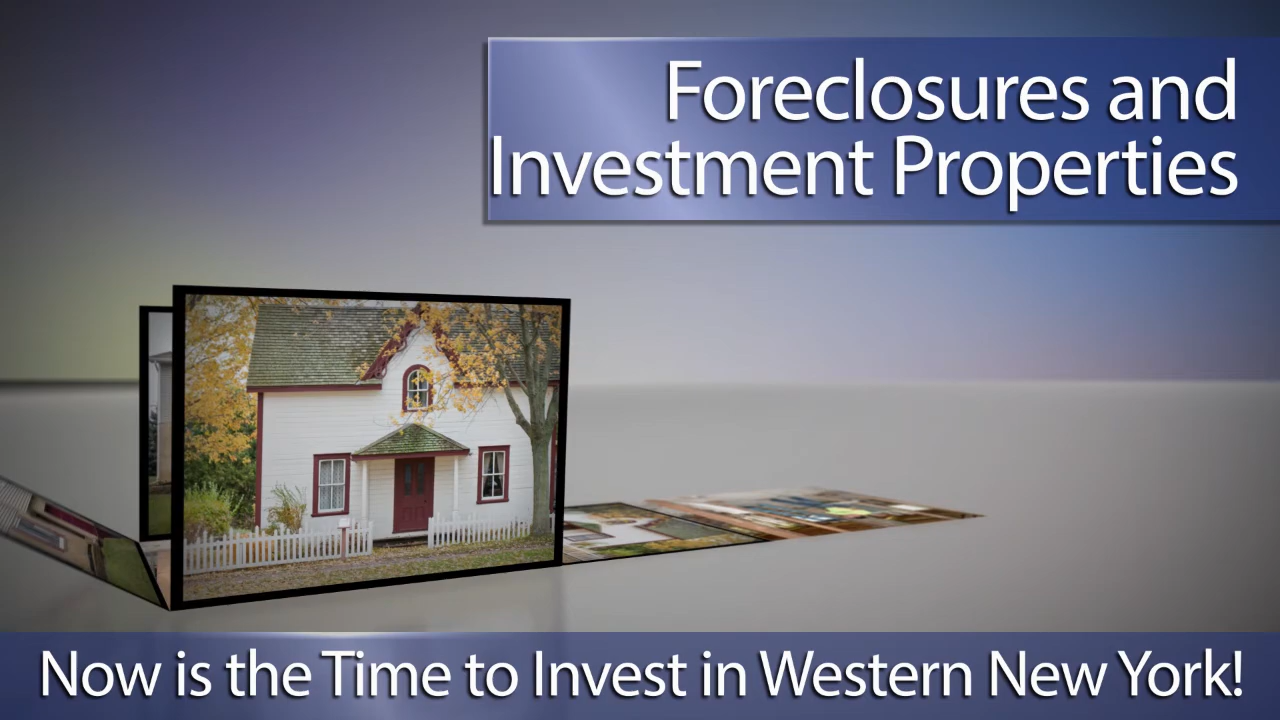 Foreclosures and
Investment Properties
Now is the Time to Invest in Western New York!